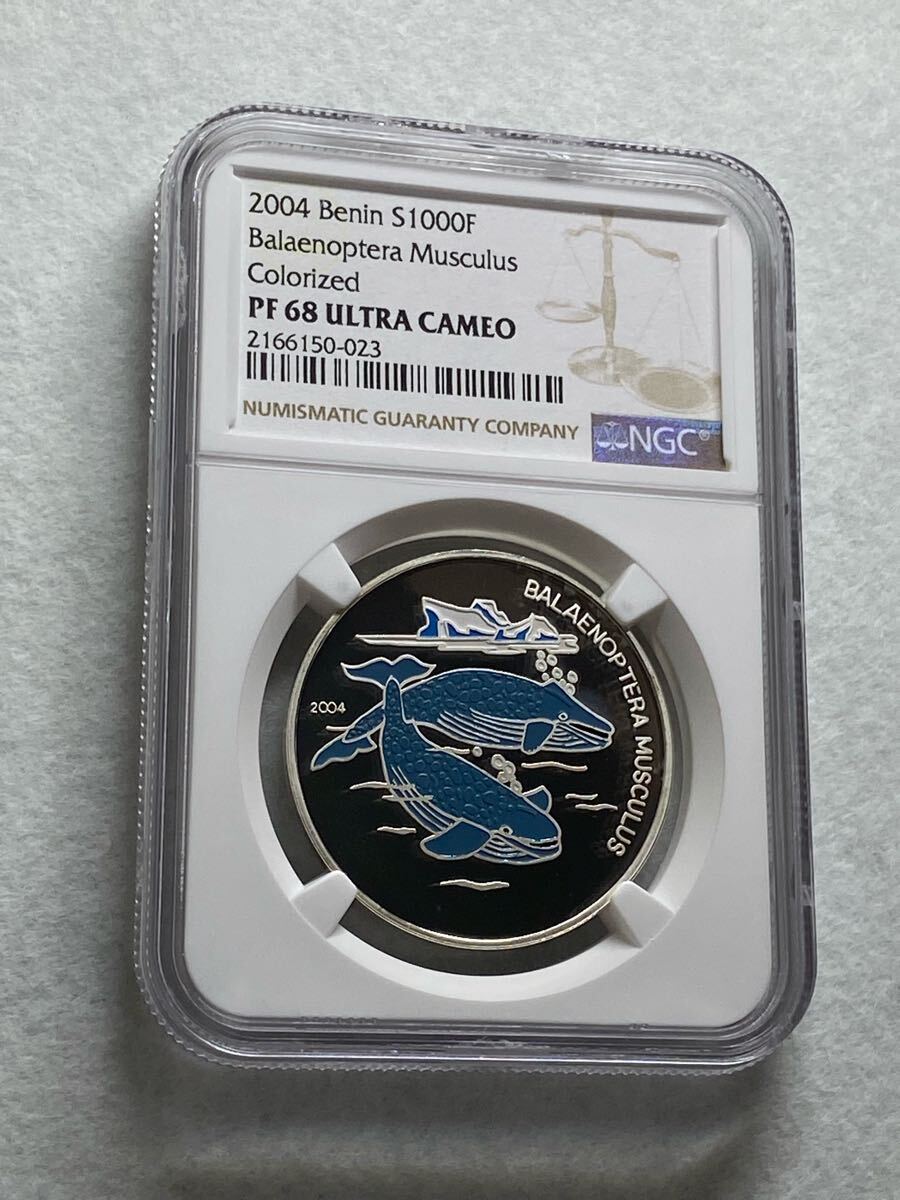 2004 Benin S1000F
Balaenoptera Musculus
Colorized
PF 68 ULTRA CAMEO
2166150-023
NUMISMATIC GUARANTY COMPANY
NGC®
BALAENOPTERA MUSCULUS
2004